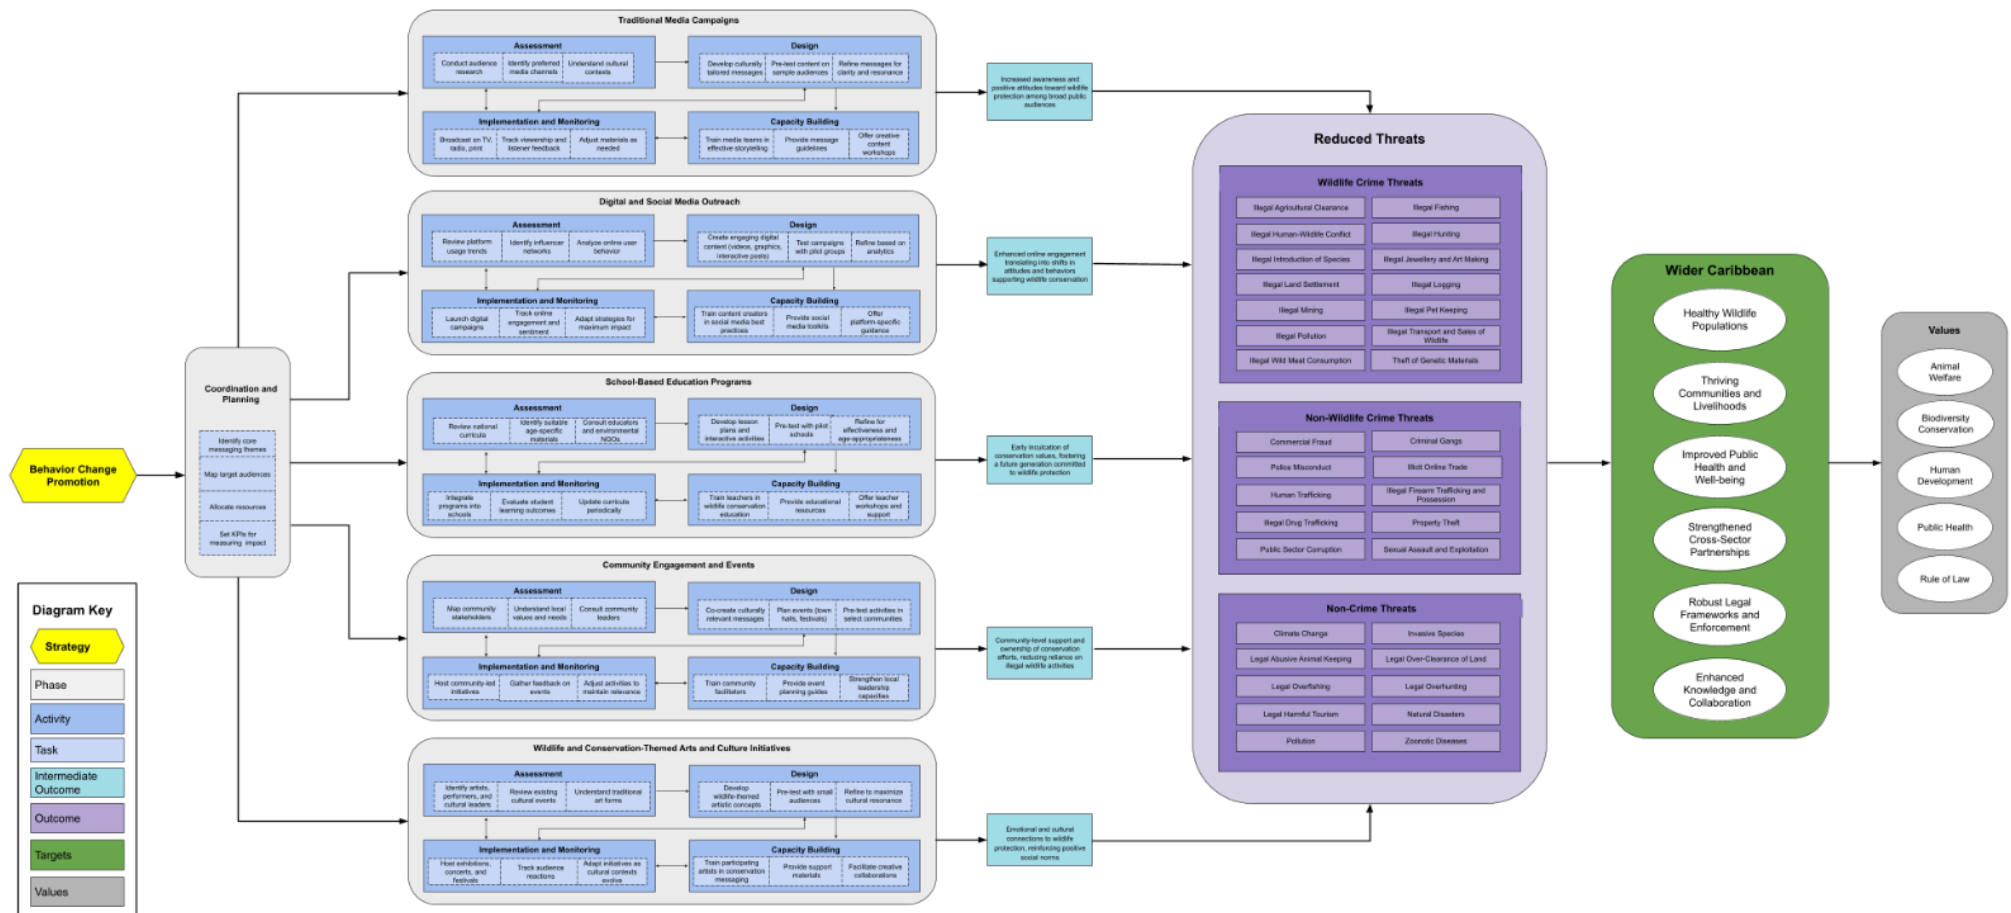 Traditional Media Campaigns
Assessment
Conduct audience
research
Identify preferred
media channels
Understand cultural
contexts
Design
Develop culturally
tailored messages
Pre-test content on
sample audiences
Refine messages for
clarity and resonance
Implementation and Monitoring
Broadcast on TV,
radio, print
Track viewership and
listener feedback
Adjust materials as
needed
Capacity Building
Train media teams in
effective storytelling
Provide message
guidelines
Offer creative
content
workshops
Increased awareness and
positive attitudes toward wildlife
protection among broad public
audiences
Digital and Social Media Outreach
Assessment
Review platform
usage trends
Identify influencer
networks
Analyze online user
behavior
Design
Create engaging digital
content (videos, graphics,
interactive posts)
Test campaigns
with pilot groups
Refine based on
analytics
Implementation and Monitoring
Launch digital
campaigns
Track online
engagement and
sentiment
Adapt strategies for
maximum impact
Capacity Building
Train content creators
in social media best
practices
Provide social
media toolkits
Offer
platform-specific
guidance
Enhanced online engagement
translating into shifts in
attitudes and behaviors
supporting wildlife conservation
School-Based Education Programs
Assessment
Review national
curricula
Identify suitable
age-specific
materials
Consult educators
and environmental
NGOs
Design
Develop lesson
plans and
interactive activities
Pre-test with pilot
schools
Refine for
effectiveness and
age-appropriateness
Implementation and Monitoring
Integrate
programs into
schools
Evaluate student
learning outcomes
Update curricula
periodically
Capacity Building
Train teachers in
wildlife conservation
education
Provide educational
resources
Offer teacher
workshops and
support
Early inculcation of
conservation values, fostering
a future generation committed
to wildlife protection
Community Engagement and Events
Assessment
Map community
stakeholders
Understand local
values and needs
Consult community
leaders
Design
Co-create culturally
relevant messages
Plan events (town
halls, festivals)
Pre-test activities in
select communities
Implementation and Monitoring
Host community-led
initiatives
Gather feedback on
events
Adjust activities to
maintain relevance
Capacity Building
Train community
facilitators
Provide event
planning guides
Strengthen local
leadership
capacities
Community-level support and
ownership of conservation
efforts, reducing reliance on
illegal wildlife activities
Wildlife and Conservation-Themed Arts and Culture Initiatives
Assessment
Identify artists,
performers, and
cultural leaders
Review existing
cultural events
Understand traditional
art forms
Design
Develop
wildlife-themed
artistic concepts
Pre-test with small
audiences
Refine to maximize
cultural resonance
Implementation and Monitoring
Host exhibitions,
concerts, and
festivals
Track audience
reactions
Adapt initiatives as
cultural contexts
evolve
Capacity Building
Train participating
artists in conservation
messaging
Provide support
materials
Facilitate creative
collaborations
Emotional and cultural
connections to wildlife
protection, reinforcing positive
social norms
Behavior Change
Promotion
Coordination and
Planning
Identify core
messaging themes
Map target audiences
Allocate resources
Set KPIs for
measuring impact
Diagram Key
Strategy
Phase
Activity
Task
Intermediate
Outcome
Outcome
Targets
Values
Reduced Threats
Wildlife Crime Threats
Illegal Agricultural Clearance
Illegal Fishing
Illegal Human-Wildlife Conflict
Illegal Hunting
Illegal Introduction of Species
Illegal Jewellery and Art Making
Illegal Land Settlement
Illegal Logging
Illegal Mining
Illegal Pet Keeping
Illegal Pollution
Illegal Transport and Sales of
Wildlife
Illegal Wild Meat Consumption
Theft of Genetic Materials
Non-Wildlife Crime Threats
Commercial Fraud
Criminal Gangs
Police Misconduct
Illicit Online Trade
Human Trafficking
Illegal Firearm Trafficking and
Possession
Illegal Drug Trafficking
Property Theft
Public Sector Corruption
Sexual Assault and Exploitation
Non-Crime Threats
Climate Change
Invasive Species
Legal Abusive Animal Keeping
Legal Over-Clearance of Land
Legal Overfishing
Legal Overhunting
Legal Harmful Tourism
Natural Disasters
Pollution
Zoonotic Diseases
Wider Caribbean
Healthy Wildlife
Populations
Thriving
Communities and
Livelihoods
Improved Public
Health and
Well-being
Strengthened
Cross-Sector
Partnerships
Robust Legal
Frameworks and
Enforcement
Enhanced
Knowledge and
Collaboration
Values
Animal
Welfare
Biodiversity
Conservation
Human
Development
Public Health
Rule of Law